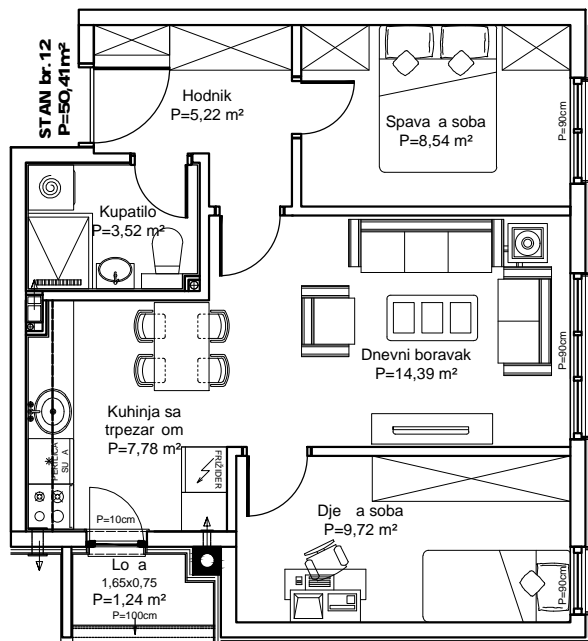 STAN br.12
P=50,41m²
Hodnik
P=5,22 m²
Spava a soba
P=8,54 m²
P=90cm
Kupatilo
P=3,52 m²
Dnevni boravak
P=14,39 m²
P=90cm
Kuhinja sa
trpezar om
P=7,78 m²
PERILICA
SU A
FRIŽIDER
P=10cm
Dje a soba
P=9,72 m²
P=90cm
Lo a
1,65x0,75
P=1,24 m²
P=100cm